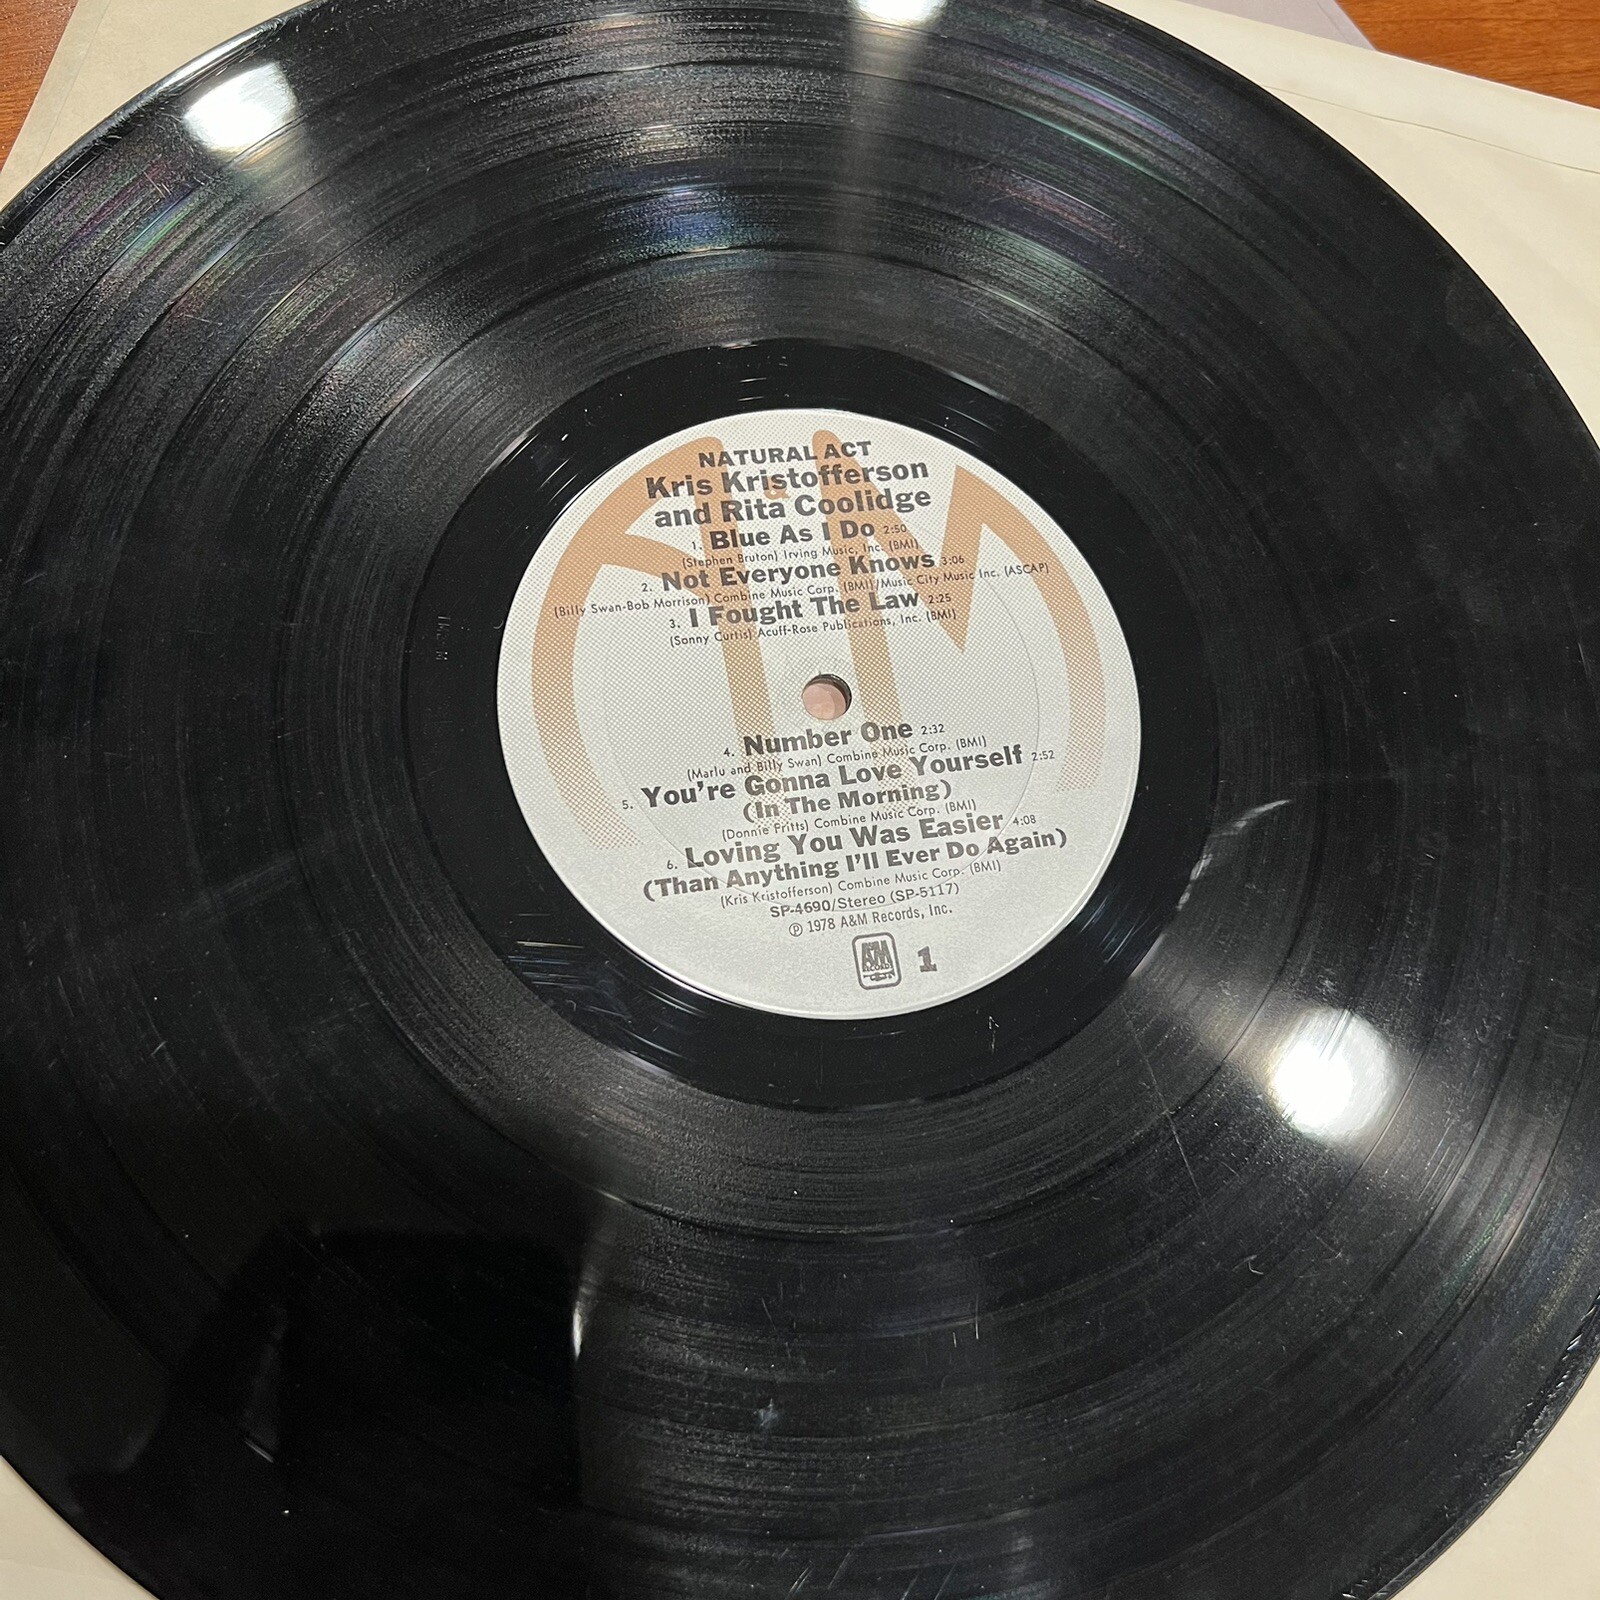 NATURAL ACT
Kris Kristofferson
and Rita Coolidge
1. Blue As I Do 2:50
(Stephen Bruton) Irving Music, Inc. (BMI)
2. Not Everyone Knows 3:06
(Billy Swan-Bob Morrison) Combine Music Corp. (BMI)/Music City Music Inc. (ASCAP)
3. I Fought The Law 2:25
(Sonny Curtis) Acuff-Rose Publications, Inc. (BMI)
4. Number One 2:32
(Marlu and Billy Swan) Combine Music Corp. (BMI)
5. You're Gonna Love Yourself 2:52
(In The Morning)
(Donnie Fritts) Combine Music Corp. (BMI)
6. Loving You Was Easier 4:08
(Than Anything I'll Ever Do Again)
(Kris Kristofferson) Combine Music Corp. (BMI)
SP-4690/Stereo (SP-5117)
℗ 1978 A&M Records, Inc.
A&M RECORDS 1